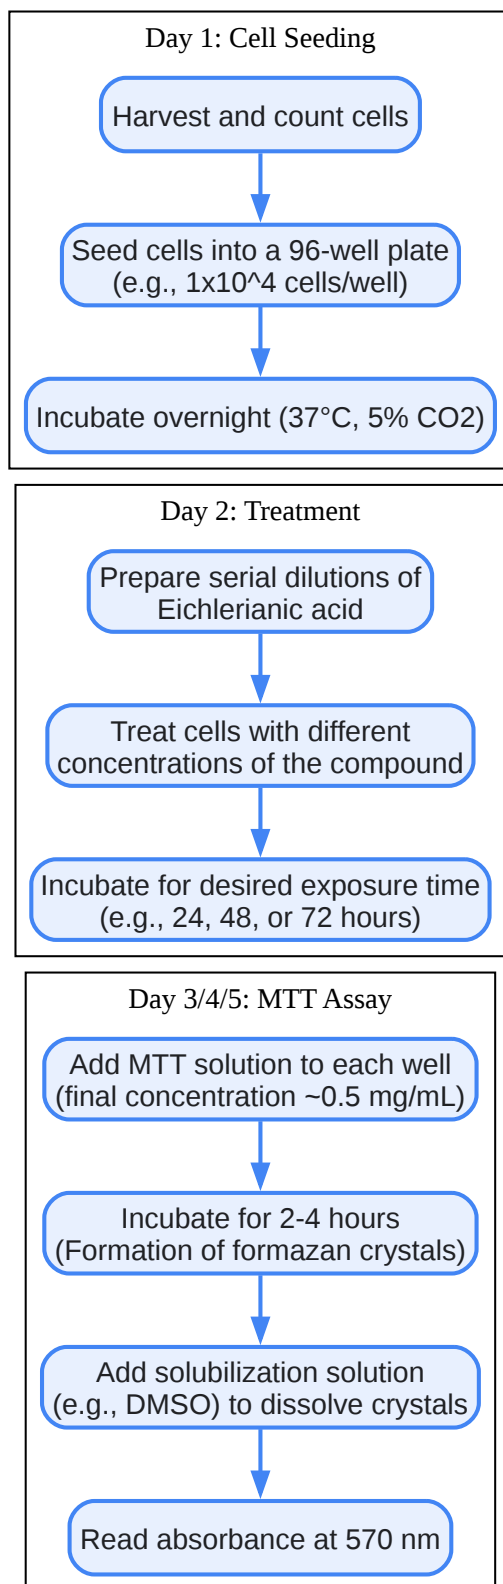 Day 1: Cell Seeding
Harvest and count cells
Seed cells into a 96-well plate
(e.g., 1x10^4 cells/well)
Incubate overnight (37°C, 5% CO2)
Day 2: Treatment
Prepare serial dilutions of
Eichlerianic acid
Treat cells with different
concentrations of the compound
Incubate for desired exposure time
(e.g., 24, 48, or 72 hours)
Day 3/4/5: MTT Assay
Add MTT solution to each well
(final concentration ~0.5 mg/mL)
Incubate for 2-4 hours
(Formation of formazan crystals)
Add solubilization solution
(e.g., DMSO) to dissolve crystals
Read absorbance at 570 nm